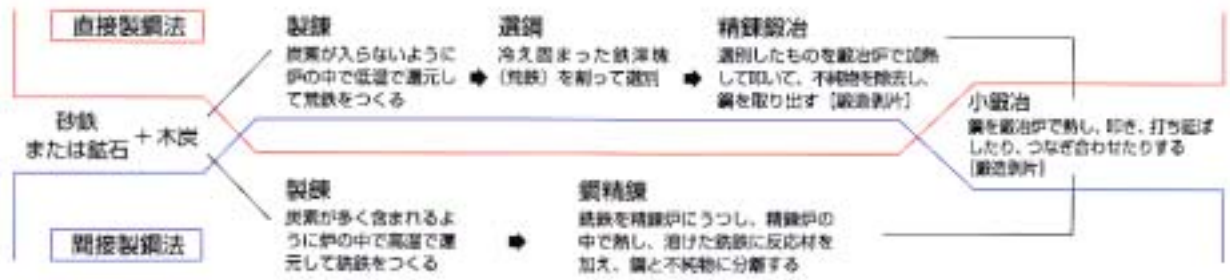 直接製鋼法
製錬
炭素が入らないように
炉の中で低温で還元し
て荒鉄をつくる
選鋼
冷え固まった鉄滓塊
（荒鉄）を割って選別
精錬鍛冶
選別したものを鍛冶炉で加熱
して叩いて、不純物を除去し、
鋼を取り出す［鍛造剥片］
砂鉄
または鉱石
＋木炭
小鍛冶
鋼を鍛冶炉で熱し、叩き、打ち延ば
したり、つなぎ合わせたりする
［鍛造剥片］
間接製鋼法
製錬
炭素が多く含まれるよ
うに炉の中で高温で還
元して銑鉄をつくる
鋼精錬
銑鉄を精錬炉にうつし、精錬炉の
中で熱し、溶けた銑鉄に反応材を
加え、鋼と不純物に分離する